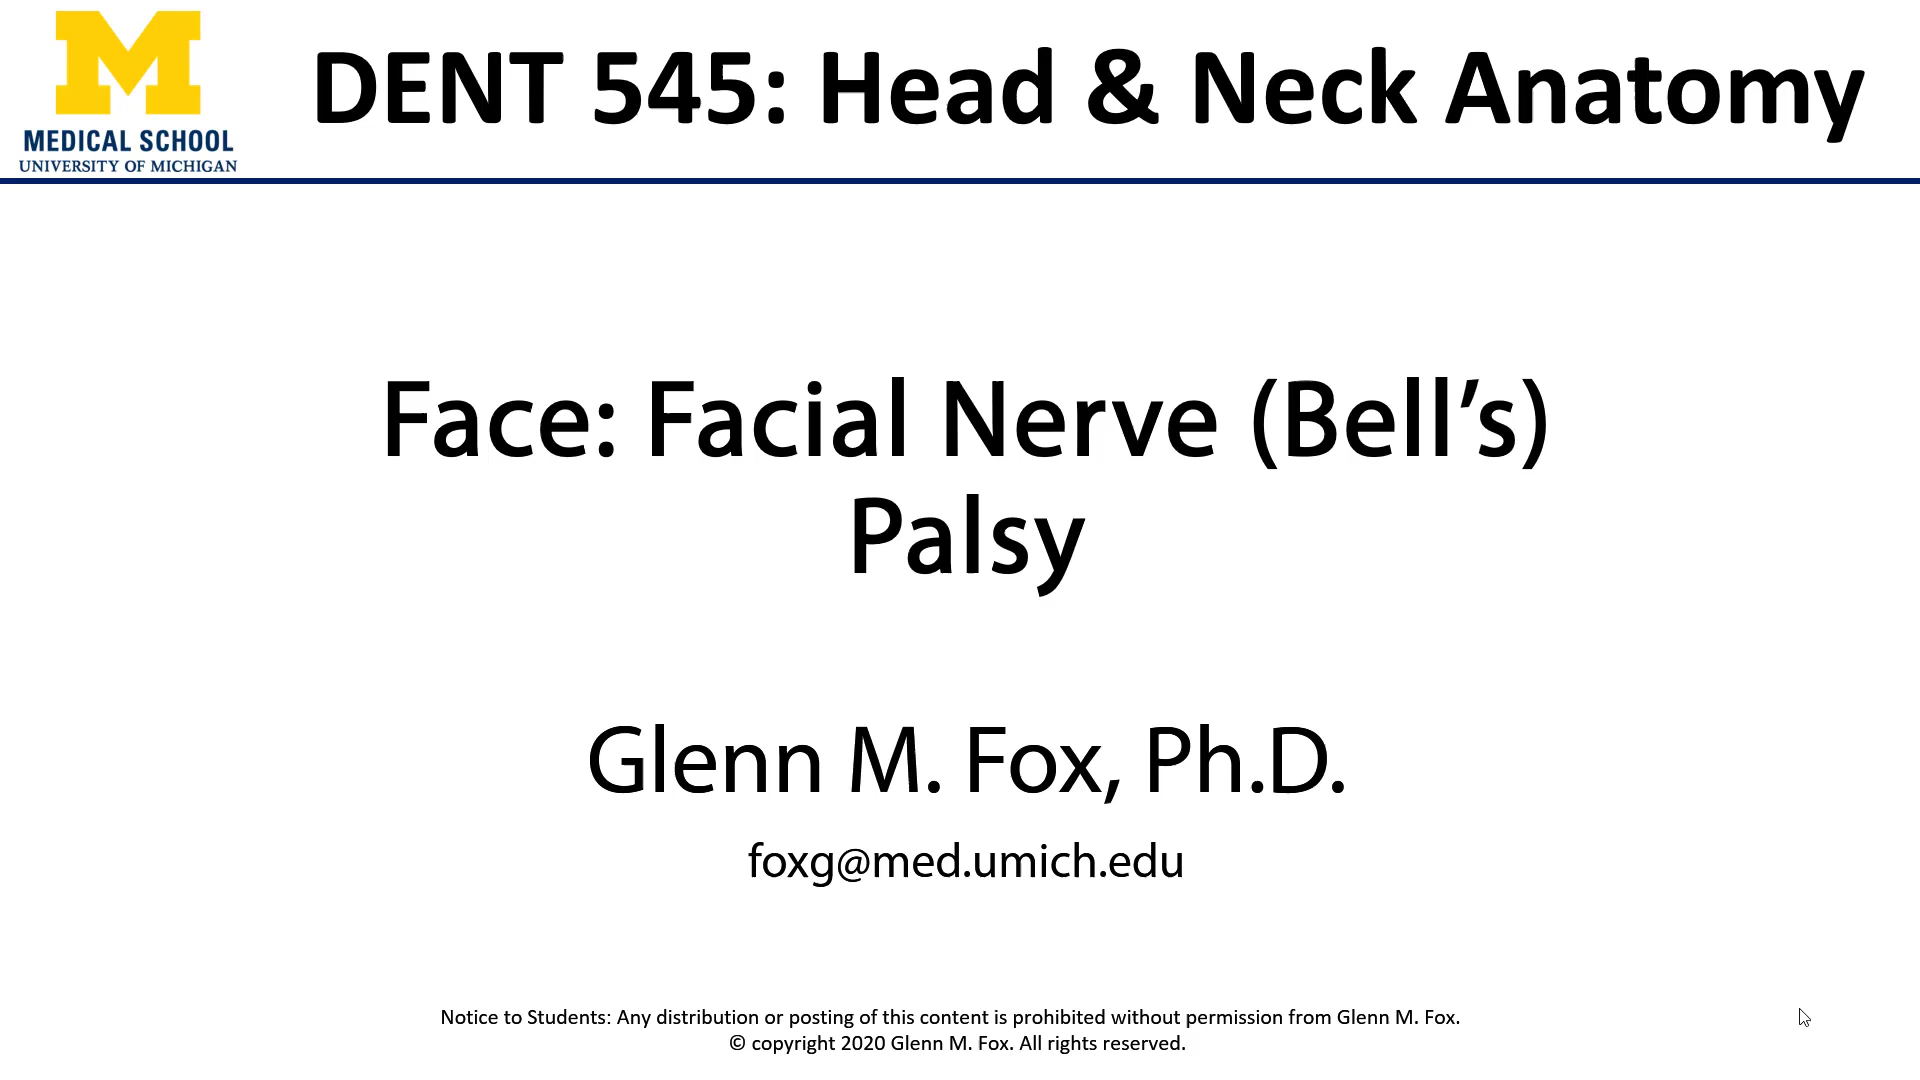 M
MEDICAL SCHOOL
UNIVERSITY OF MICHIGAN
DENT 545: Head & Neck Anatomy
Face: Facial Nerve (Bell’s)
Palsy
Glenn M. Fox, Ph.D.
foxg@med.umich.edu
Notice to Students: Any distribution or posting of this content is prohibited without permission from Glenn M. Fox.
© copyright 2020 Glenn M. Fox. All rights reserved.